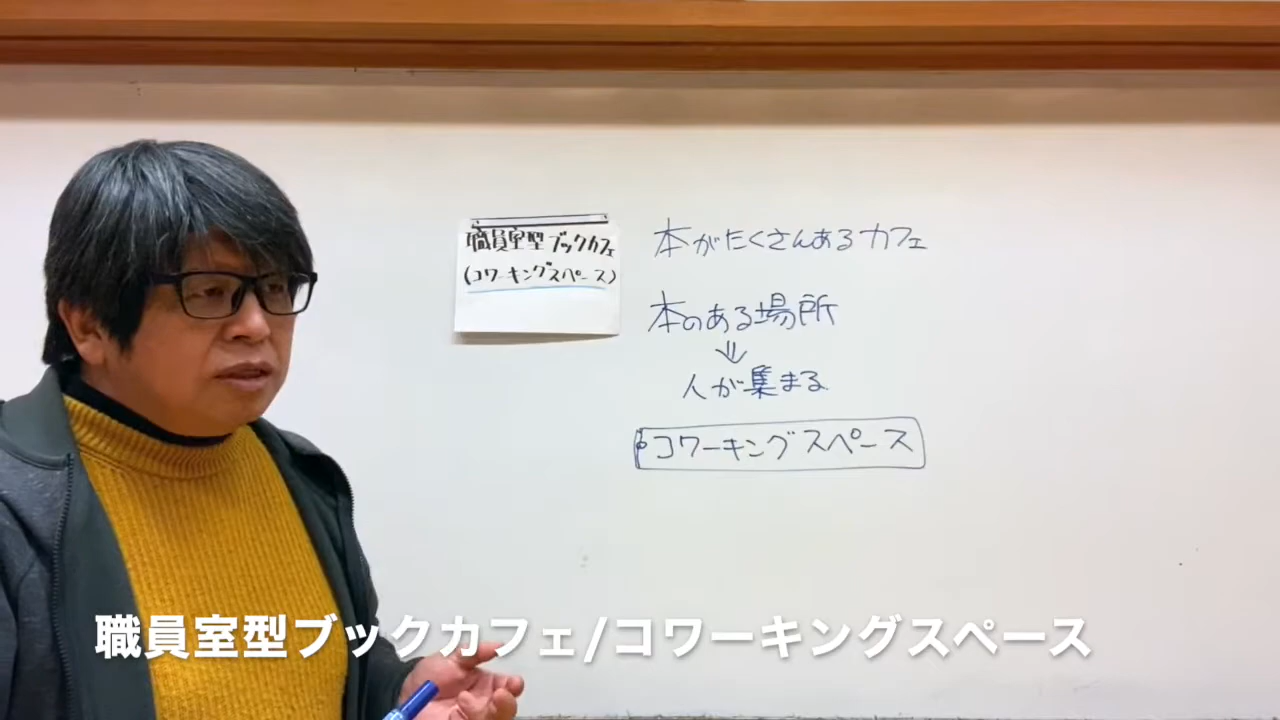 職員室型ブックカフェ
(コワーキングスペース)
本がたくさんあるカフェ
本のある場所
⇓
人が集まる
コワーキングスペース
職員室型ブックカフェ/コワーキングスペース